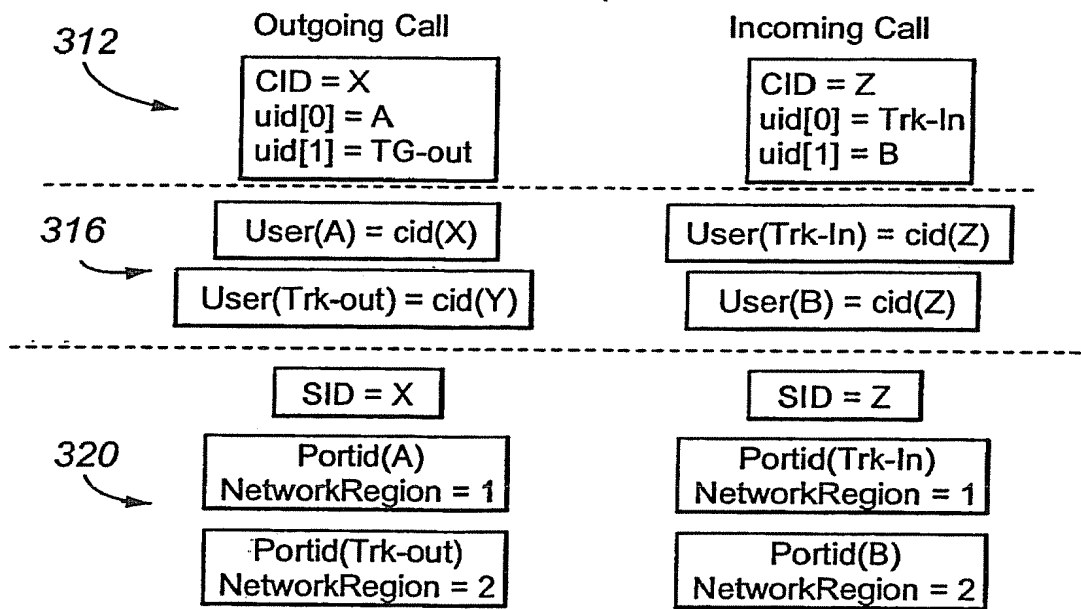 Outgoing Call
Incoming Call
312
CID = X
uid[0] = A
uid[1] = TG-out
CID = Z
uid[0] = Trk-In
uid[1] = B
316
User(A) = cid(X)
User(Trk-In) = cid(Z)
User(Trk-out) = cid(Y)
User(B) = cid(Z)
SID = X
SID = Z
320
Portid(A)
NetworkRegion = 1
Portid(Trk-In)
NetworkRegion = 1
Portid(Trk-out)
NetworkRegion = 2
Portid(B)
NetworkRegion = 2